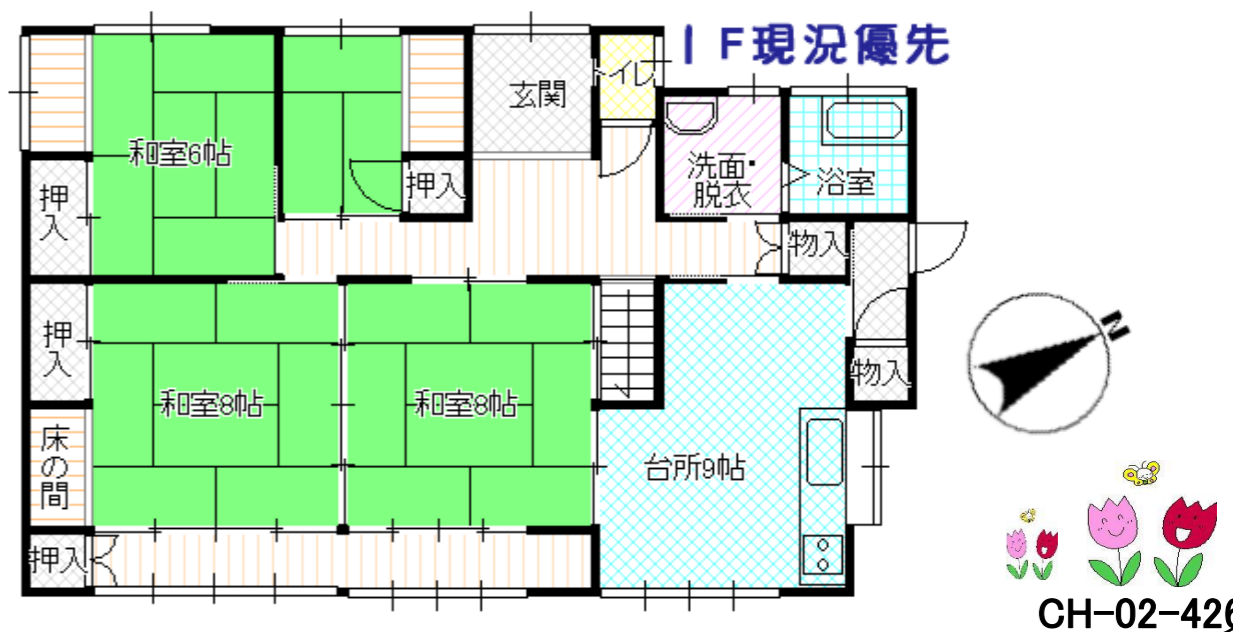 1F現況優先
玄関
トイレ
和室6帖
押入
押入
洗面・
脱衣
浴室
物入
押入
物入
和室8帖
和室8帖
床の間
台所9帖
押入
N
CH-02-426